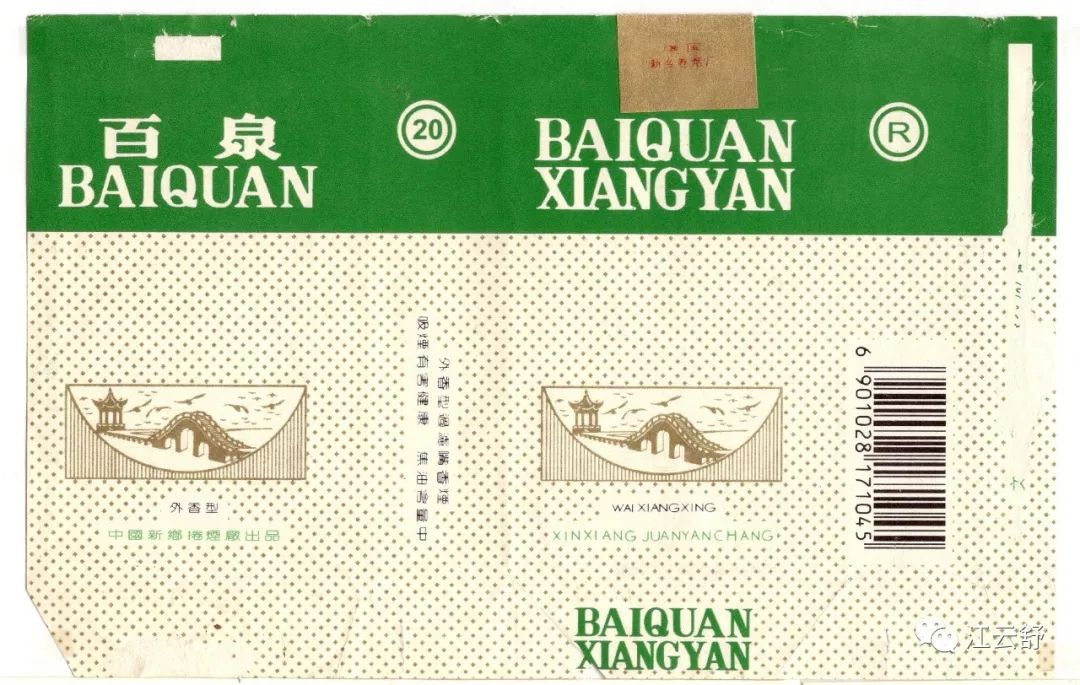 百泉
BAIQUAN
20
BAIQUAN
XIANGYAN
R
外香型過濾嘴香煙
吸煙有害健康 焦油含量中
外香型
中國新鄉捲煙廠出品
WAI XIANGXING
XINXIANG JUANYANCHANG
6 901028 171045
BAIQUAN
XIANGYAN
江云舒